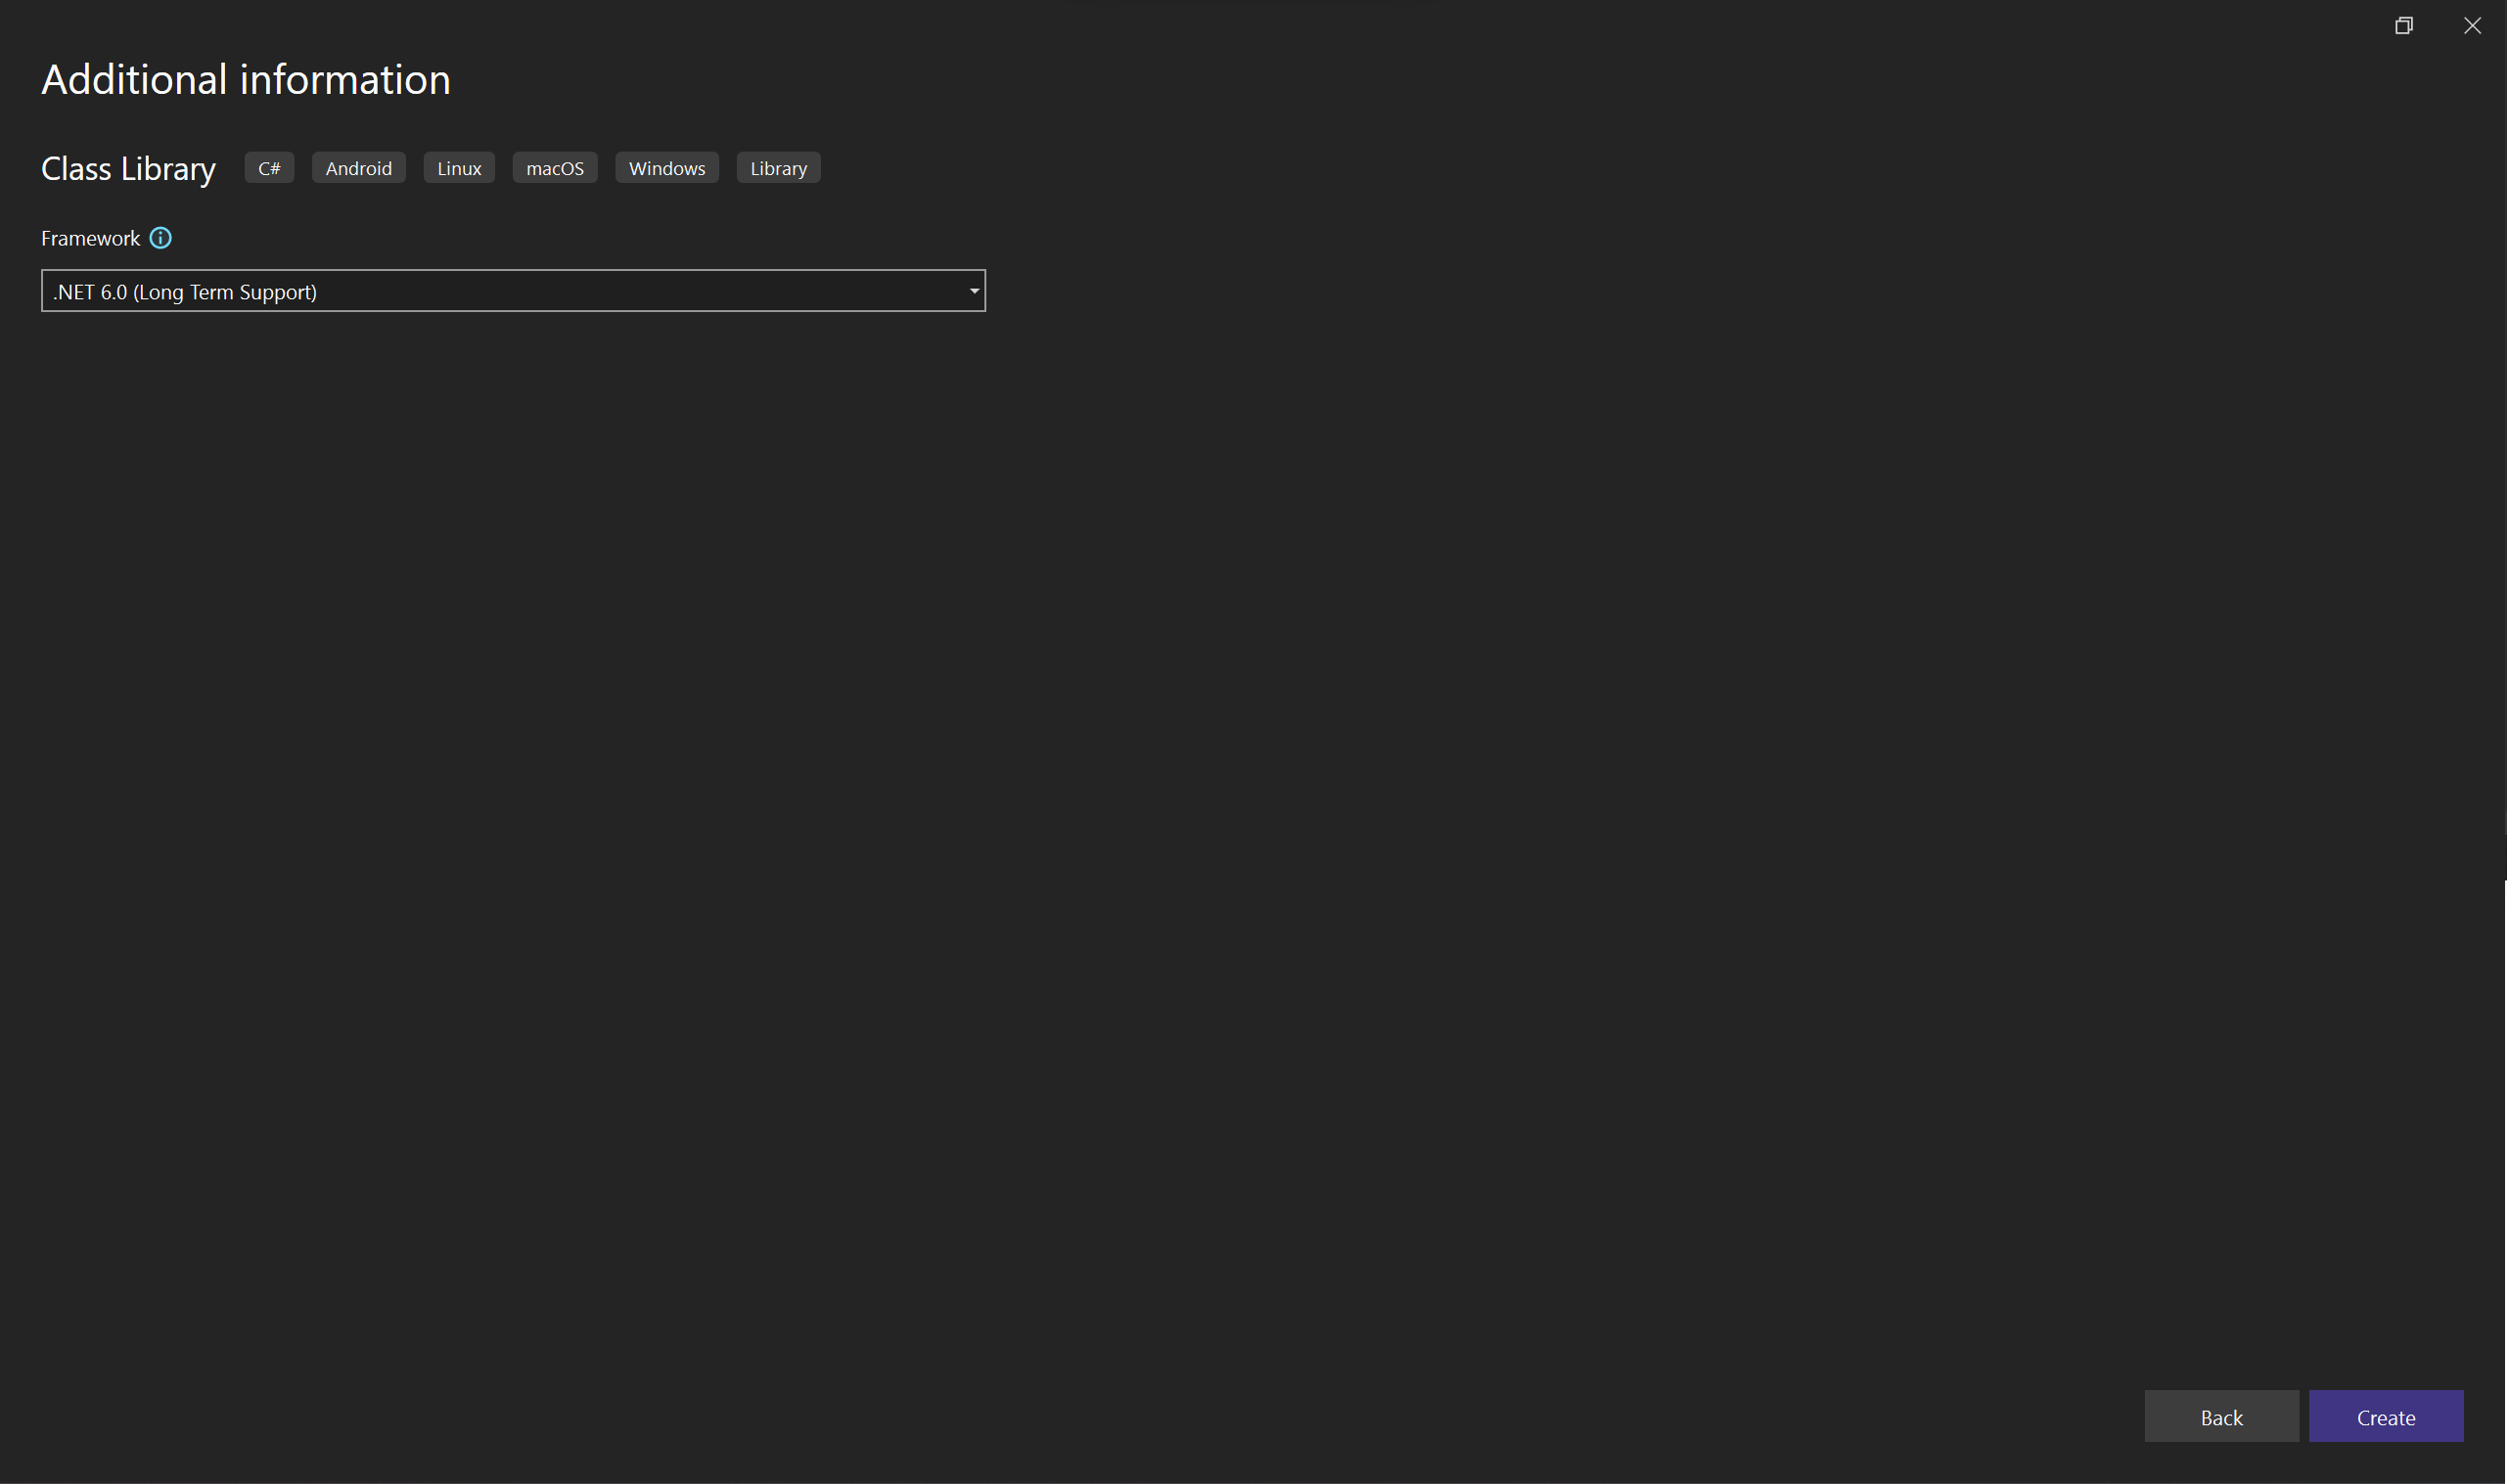 Additional information
Class Library C# Android Linux macOS Windows Library
Framework
.NET 6.0 (Long Term Support)
Back Create